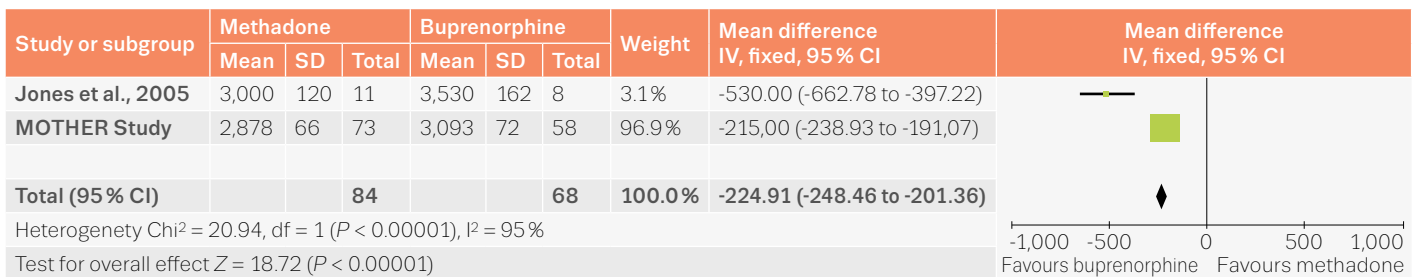 Study or subgroup Methadone Buprenorphine Weight Mean difference IV, fixed, 95 % CI Mean difference IV, fixed, 95 % CI
Mean SD Total Mean SD Total
Jones et al., 2005 3,000 120 11 3,530 162 8 3.1 % -530.00 (-662.78 to -397.22)
MOTHER Study 2,878 66 73 3,093 72 58 96.9 % -215,00 (-238.93 to -191,07)
Total (95 % CI) 84 68 100.0 % -224.91 (-248.46 to -201.36)
Heterogenety Chi² = 20.94, df = 1 (P < 0.00001), I² = 95 %
Test for overall effect Z = 18.72 (P < 0.00001)
-1,000 -500 0 500 1,000
Favours buprenorphine Favours methadone